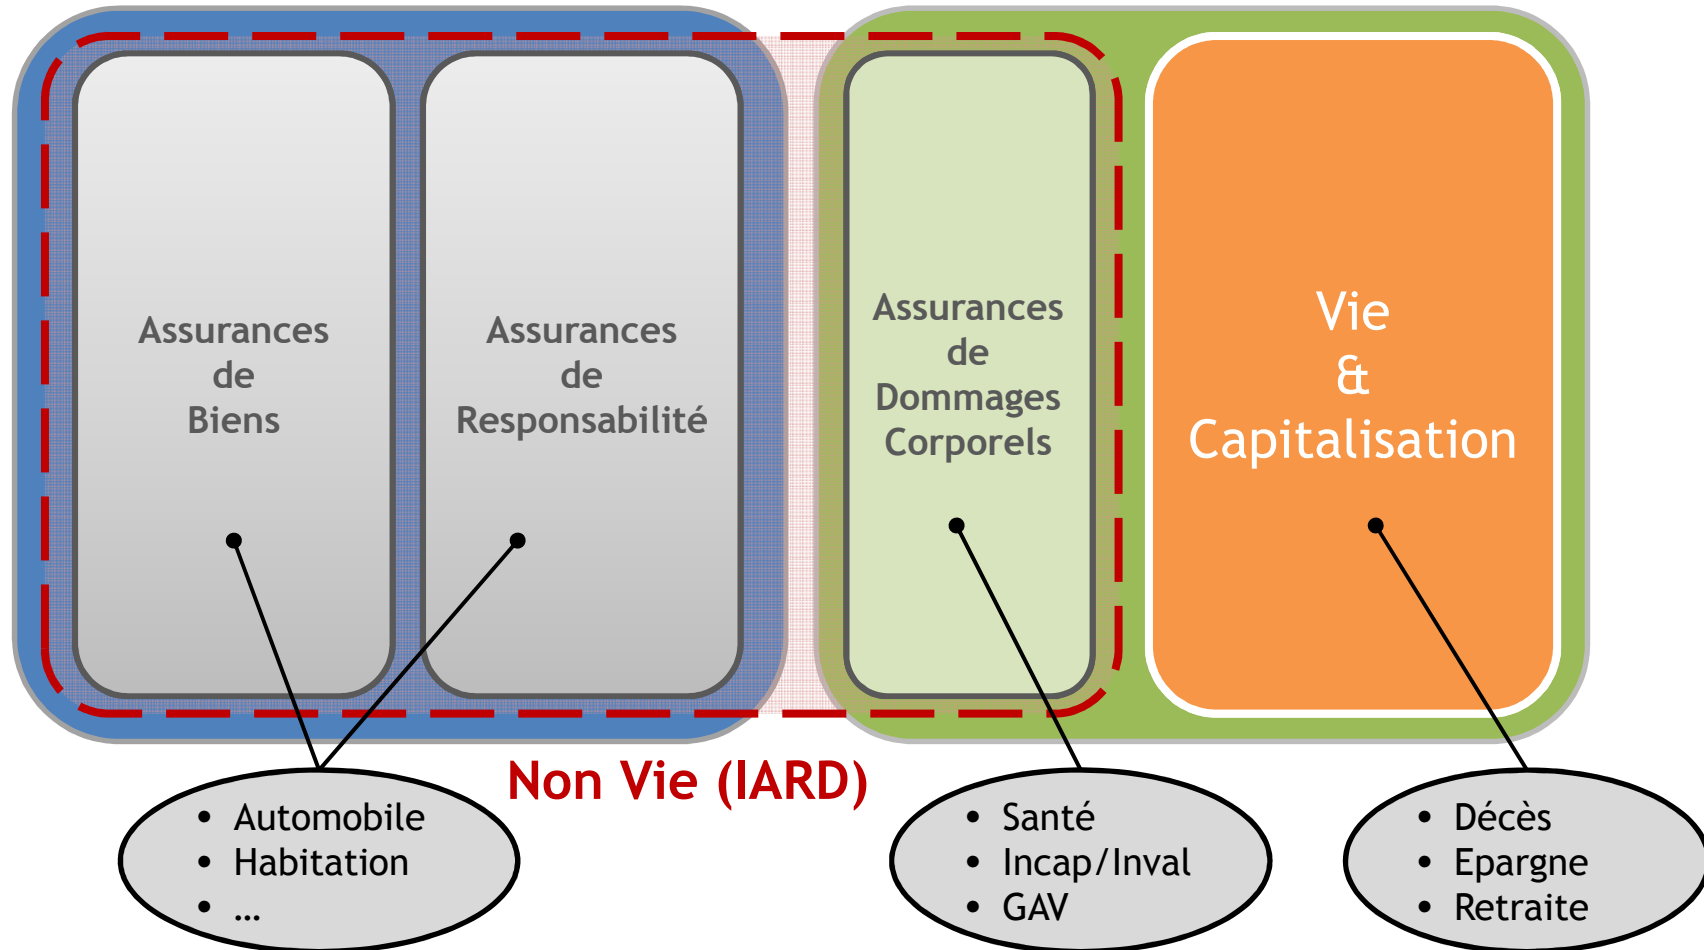 Assurances
de
Biens
Assurances
de
Responsabilité
Assurances
de
Dommages
Corporels
Vie
&
Capitalisation
Non Vie (IARD)
• Automobile
• Habitation
• …
• Santé
• Incap/Inval
• GAV
• Décès
• Epargne
• Retraite